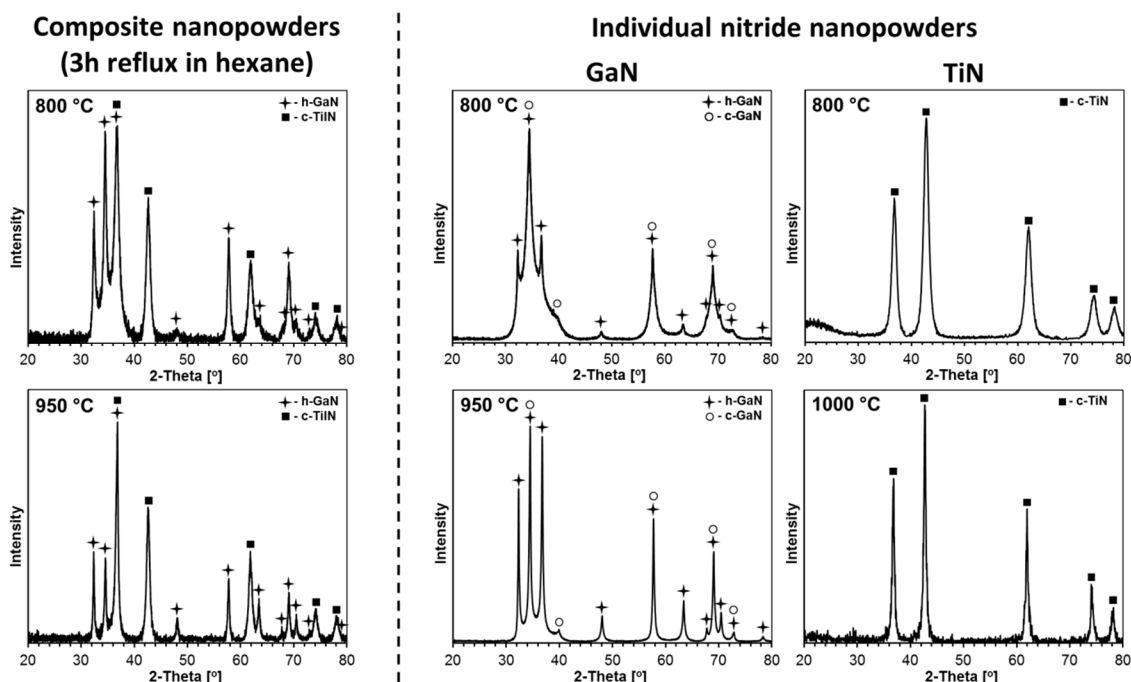 Composite nanopowders
(3h reflux in hexane)
Individual nitride nanopowders
GaN
TiN
800 °C
- h-GaN
- c-TiIN
Intensity
20 30 40 50 60 70 80
2-Theta [º]
800 °C
- h-GaN
- c-GaN
Intensity
20 30 40 50 60 70 80
2-Theta [º]
800 °C
- c-TiN
Intensity
20 30 40 50 60 70 80
2-Theta [º]
950 °C
- h-GaN
- c-TiIN
Intensity
20 30 40 50 60 70 80
2-Theta [º]
950 °C
- h-GaN
- c-GaN
Intensity
20 30 40 50 60 70 80
2-Theta [º]
1000 °C
- c-TiN
Intensity
20 30 40 50 60 70 80
2-Theta [º]